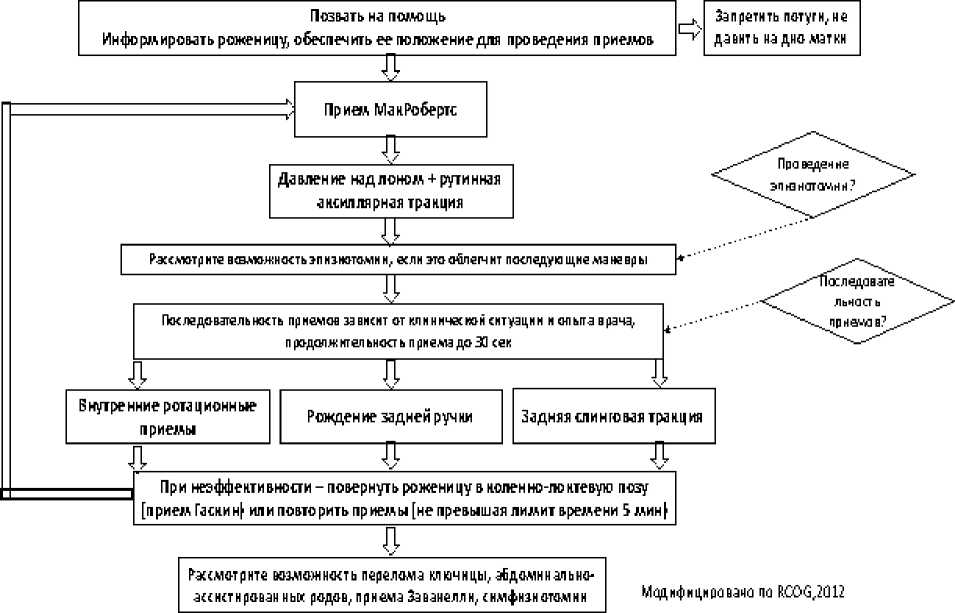 Позвать на помощь
Информировать роженицу, обеспечить ее положение для проведения приемов
Запретить потуги, не
давить на дно матки
Прием МакРобертс
Давление над лоном + рутинная
аксиллярная тракция
Проведение
эпизиотомии?
Рассмотрите возможность эпизиотомии, если это облегчит последующие маневры
Последовате
льность
приемов?
Последовательность приемов зависит от клинической ситуации и опыта врача,
продолжительность приема до 30 сек
Внутренние ротационные
приемы
Рождение задней ручки
Задняя слинговая тракция
При неэффективности – повернуть роженицу в коленно-локтевую позу
(прием Гаскин) или повторить приемы (не превышая лимит времени 5 мин)
Рассмотрите возможность перелома ключицы, абдоминально-
ассистированных родов, приема Заванелли, симфизиотомии
Модифицировано по RCOG,2012